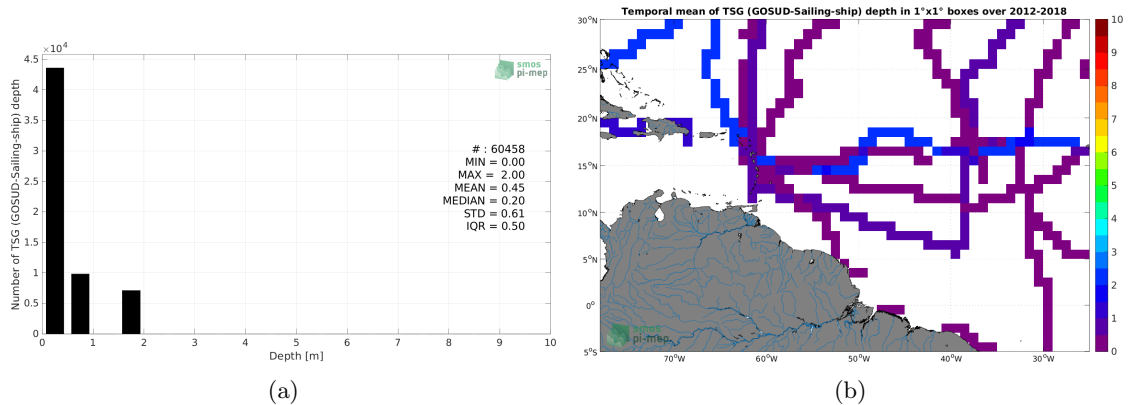 ×10⁴
4.5
4
3.5
3
2.5
2
1.5
1
0.5
0
Number of TSG (GOSUD-Sailing-ship) depth
smos
pi-mep
# : 60458
MIN = 0.00
MAX = 2.00
MEAN = 0.45
MEDIAN = 0.20
STD = 0.61
IQR = 0.50
0 1 2 3 4 5 6 7 8 9 10
Depth [m]
(a)
Temporal mean of TSG (GOSUD-Sailing-ship) depth in 1°x1° boxes over 2012-2018
30°N
25°N
20°N
15°N
10°N
5°N
0°
5°S
70°W 60°W 50°W 40°W 30°W
smos
pi-mep
10
9
8
7
6
5
4
3
2
1
0
(b)